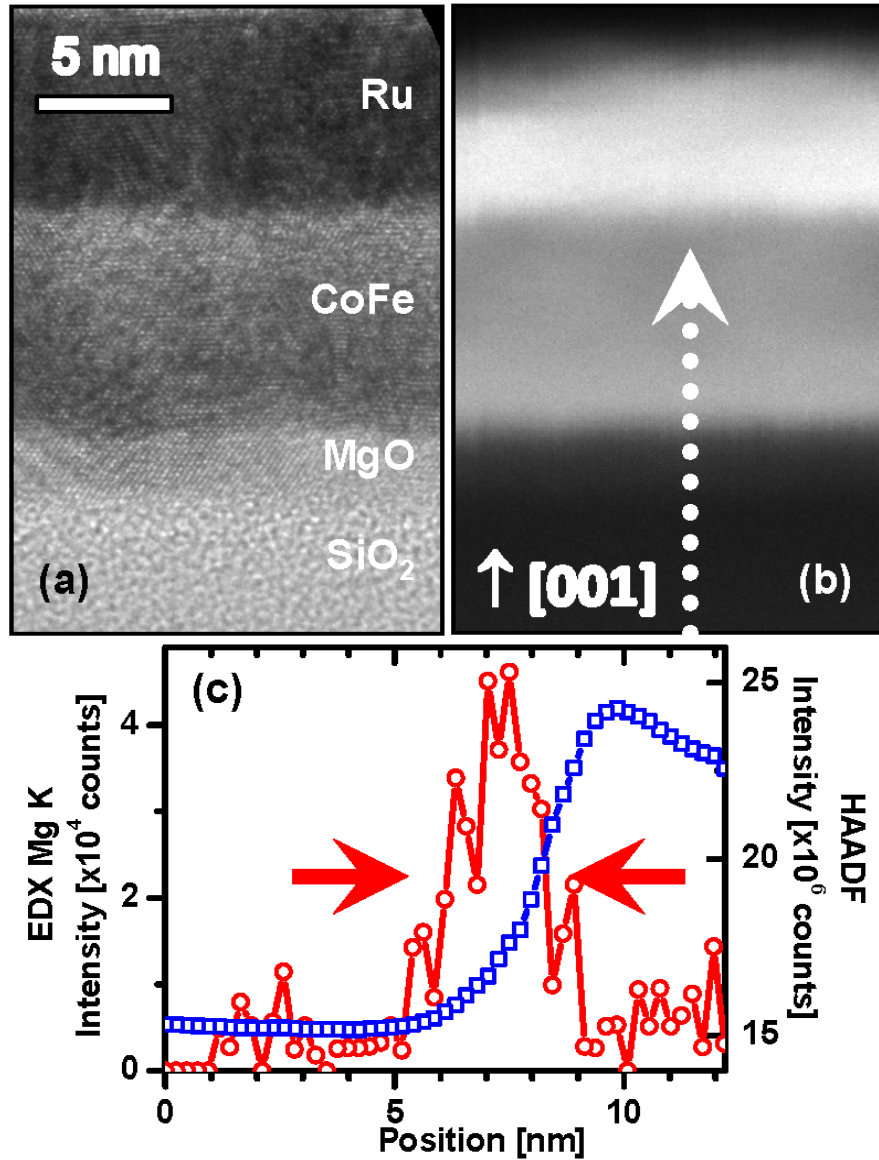 5 nm
Ru
CoFe
MgO
SiO₂
(a)
↑ [001]
(b)
(c)
EDX Mg K
Intensity [x10⁴ counts]
4
2
0
25
20
15
HAADF
Intensity [x10⁶ counts]
0
5
10
Position [nm]